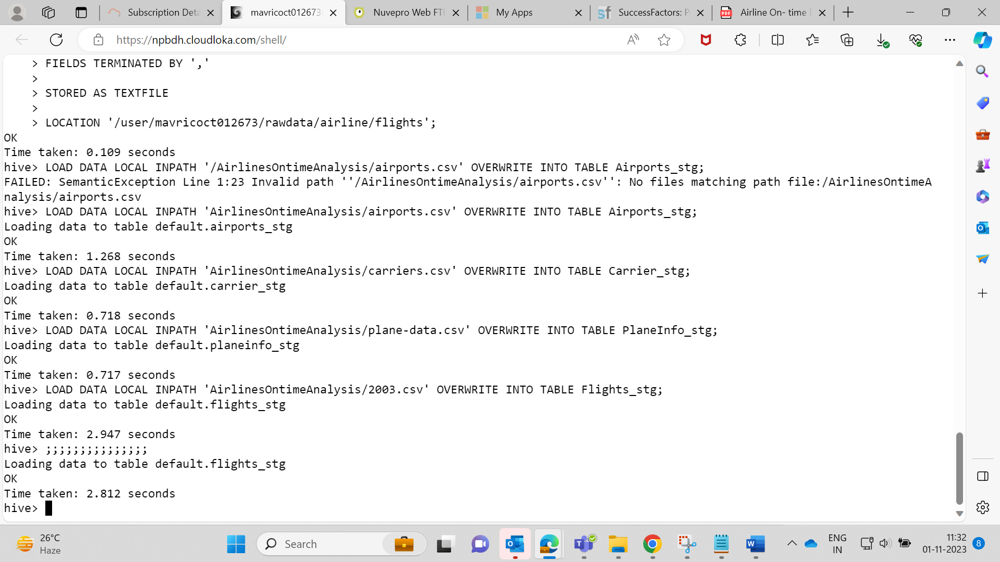 Subscription Deta
mavricoct012673
Nuvepro Web FTP
My Apps
SuccessFactors: P
Airline On- time
https://npbdh.cloudloka.com/shell/
> FIELDS TERMINATED BY ','
>
> STORED AS TEXTFILE
>
> LOCATION '/user/mavricoct012673/rawdata/airline/flights';
OK
Time taken: 0.109 seconds
hive> LOAD DATA LOCAL INPATH '/AirlinesOntimeAnalysis/airports.csv' OVERWRITE INTO TABLE Airports_stg;
FAILED: SemanticException Line 1:23 Invalid path ''/AirlinesOntimeAnalysis/airports.csv'': No files matching path file:/AirlinesOntimeA
nalysis/airports.csv
hive> LOAD DATA LOCAL INPATH 'AirlinesOntimeAnalysis/airports.csv' OVERWRITE INTO TABLE Airports_stg;
Loading data to table default.airports_stg
OK
Time taken: 1.268 seconds
hive> LOAD DATA LOCAL INPATH 'AirlinesOntimeAnalysis/carriers.csv' OVERWRITE INTO TABLE Carrier_stg;
Loading data to table default.carrier_stg
OK
Time taken: 0.718 seconds
hive> LOAD DATA LOCAL INPATH 'AirlinesOntimeAnalysis/plane-data.csv' OVERWRITE INTO TABLE PlaneInfo_stg;
Loading data to table default.planeinfo_stg
OK
Time taken: 0.717 seconds
hive> LOAD DATA LOCAL INPATH 'AirlinesOntimeAnalysis/2003.csv' OVERWRITE INTO TABLE Flights_stg;
Loading data to table default.flights_stg
OK
Time taken: 2.947 seconds
hive> ;;;;;;;;;;;;;;;
Loading data to table default.flights_stg
OK
Time taken: 2.812 seconds
hive>
26°C
Haze
Search
ENG
IN
11:32
01-11-2023
8